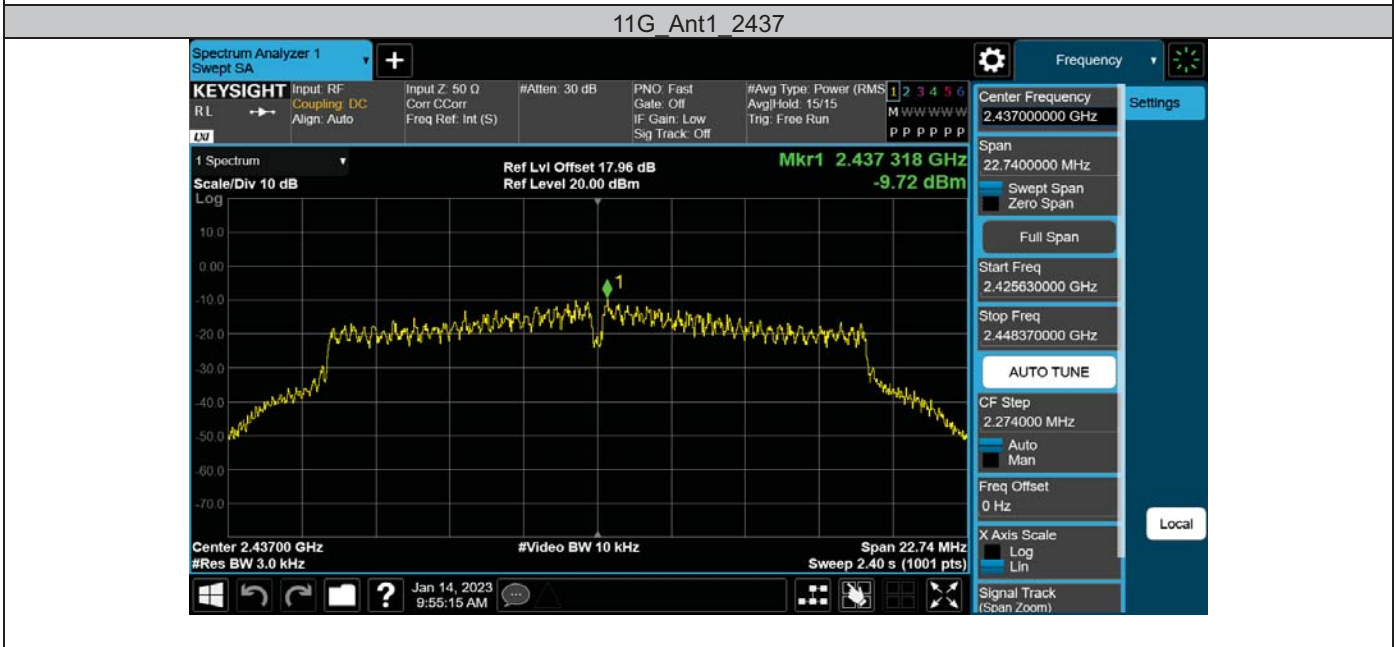 11G_Ant1_2437
Spectrum Analyzer 1
Swept SA
+
Frequency
KEYSIGHT
RL
LXI
Input: RF
Coupling: DC
Align: Auto
Input Z: 50 Ω
Corr CCorr
Freq Ref: Int (S)
#Atten: 30 dB
PNO: Fast
Gate: Off
IF Gain: Low
Sig Track: Off
#Avg Type: Power (RMS
Avg|Hold: 15/15
Trig: Free Run
1 2 3 4 5 6
M W W W W W
P P P P P P
1 Spectrum
Scale/Div 10 dB
Ref Lvl Offset 17.96 dB
Ref Level 20.00 dBm
Mkr1 2.437 318 GHz
-9.72 dBm
Log
10.0
0.00
-10.0
-20.0
-30.0
-40.0
-50.0
-60.0
-70.0
1
Center 2.43700 GHz
#Res BW 3.0 kHz
#Video BW 10 kHz
Span 22.74 MHz
Sweep 2.40 s (1001 pts)
Center Frequency
2.437000000 GHz
Settings
Span
22.7400000 MHz
Swept Span
Zero Span
Full Span
Start Freq
2.425630000 GHz
Stop Freq
2.448370000 GHz
AUTO TUNE
CF Step
2.274000 MHz
Auto
Man
Freq Offset
0 Hz
X Axis Scale
Log
Lin
Local
Signal Track
(Span Zoom)
?
Jan 14, 2023
9:55:15 AM